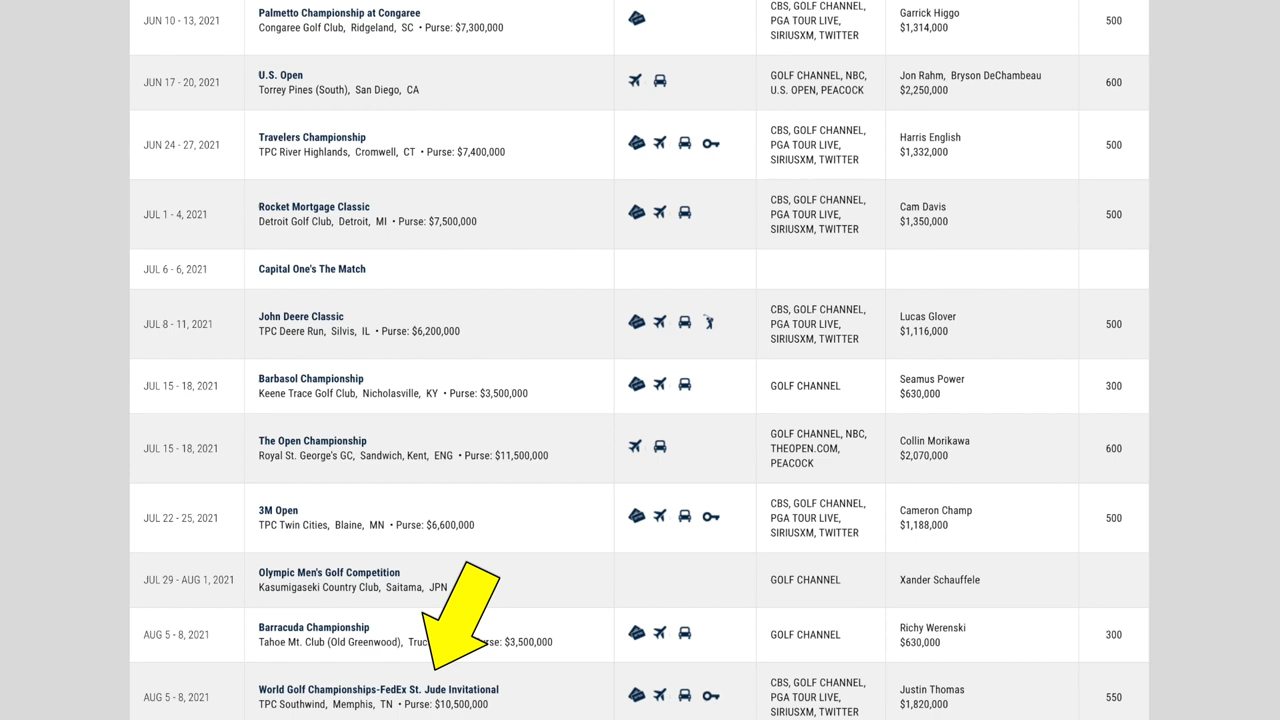 JUN 10 - 13, 2021
Palmetto Championship at Congaree
Congaree Golf Club, Ridgeland, SC • Purse: $7,300,000
CBS, GOLF CHANNEL,
PGA TOUR LIVE,
SIRIUSXM, TWITTER
Garrick Higgo
$1,314,000
500
JUN 17 - 20, 2021
U.S. Open
Torrey Pines (South), San Diego, CA
GOLF CHANNEL, NBC,
U.S. OPEN, PEACOCK
Jon Rahm, Bryson DeChambeau
$2,250,000
600
JUN 24 - 27, 2021
Travelers Championship
TPC River Highlands, Cromwell, CT • Purse: $7,400,000
CBS, GOLF CHANNEL,
PGA TOUR LIVE,
SIRIUSXM, TWITTER
Harris English
$1,332,000
500
JUL 1 - 4, 2021
Rocket Mortgage Classic
Detroit Golf Club, Detroit, MI • Purse: $7,500,000
CBS, GOLF CHANNEL,
PGA TOUR LIVE,
SIRIUSXM, TWITTER
Cam Davis
$1,350,000
500
JUL 6 - 6, 2021
Capital One's The Match
JUL 8 - 11, 2021
John Deere Classic
TPC Deere Run, Silvis, IL • Purse: $6,200,000
CBS, GOLF CHANNEL,
PGA TOUR LIVE,
SIRIUSXM, TWITTER
Lucas Glover
$1,116,000
500
JUL 15 - 18, 2021
Barbasol Championship
Keene Trace Golf Club, Nicholasville, KY • Purse: $3,500,000
GOLF CHANNEL
Seamus Power
$630,000
300
JUL 15 - 18, 2021
The Open Championship
Royal St. George's GC, Sandwich, Kent, ENG • Purse: $11,500,000
GOLF CHANNEL, NBC,
THEOPEN.COM,
PEACOCK
Collin Morikawa
$2,070,000
600
JUL 22 - 25, 2021
3M Open
TPC Twin Cities, Blaine, MN • Purse: $6,600,000
CBS, GOLF CHANNEL,
PGA TOUR LIVE,
SIRIUSXM, TWITTER
Cameron Champ
$1,188,000
500
JUL 29 - AUG 1, 2021
Olympic Men's Golf Competition
Kasumigaseki Country Club, Saitama, JPN
GOLF CHANNEL
Xander Schauffele
AUG 5 - 8, 2021
Barracuda Championship
Tahoe Mt. Club (Old Greenwood), $3,500,000
GOLF CHANNEL
Richy Werenski
$630,000
300
AUG 5 - 8, 2021
World Golf Championships-FedEx St. Jude Invitational
TPC Southwind, Memphis, TN • Purse: $10,500,000
CBS, GOLF CHANNEL,
PGA TOUR LIVE,
SIRIUSXM, TWITTER
Justin Thomas
$1,820,000
550